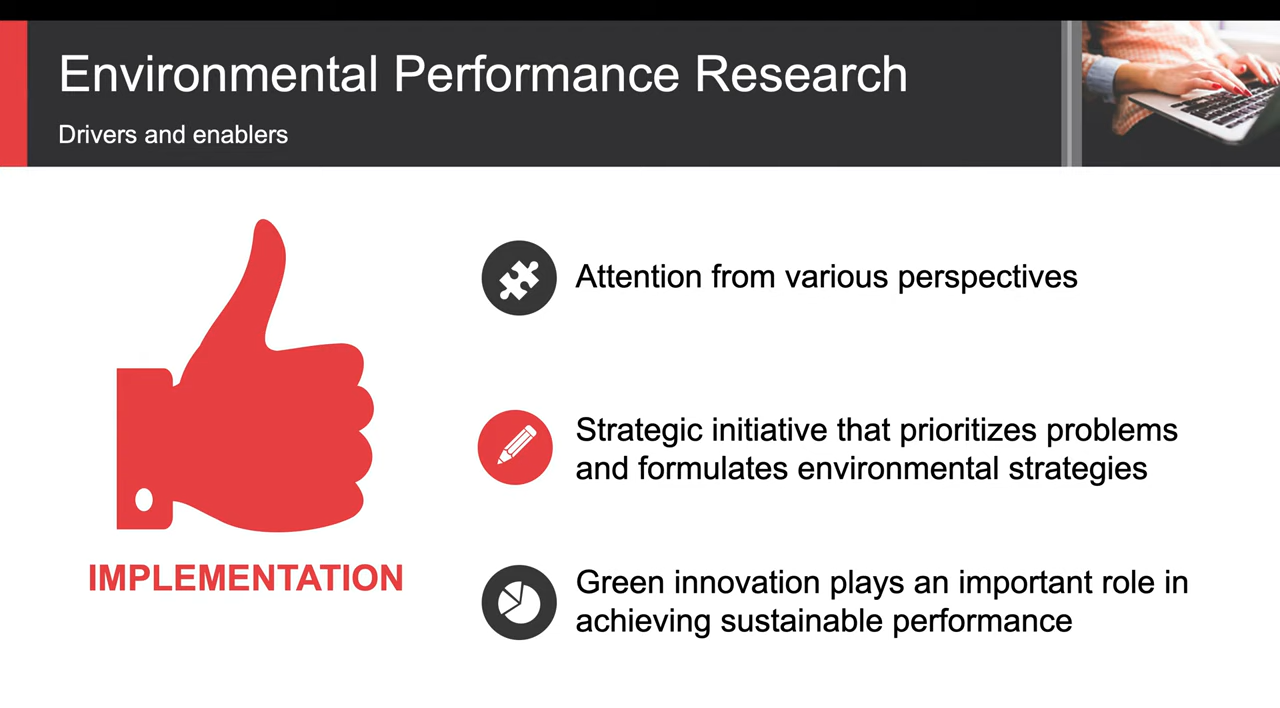 Environmental Performance Research
Drivers and enablers
Attention from various perspectives
Strategic initiative that prioritizes problems
and formulates environmental strategies
IMPLEMENTATION
Green innovation plays an important role in
achieving sustainable performance